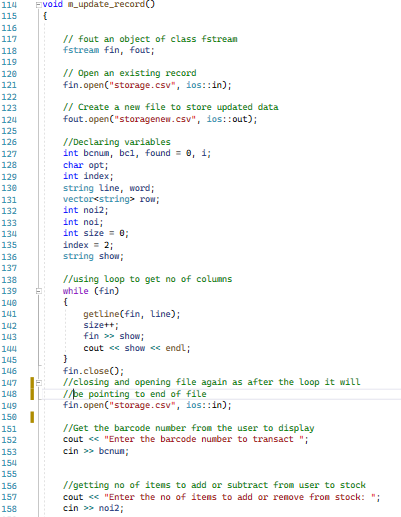 114 void m_update_record()
115 {
116
117 // fout an object of class fstream
118 fstream fin, fout;
119
120 // Open an existing record
121 fin.open("storage.csv", ios::in);
122
123 // Create a new file to store updated data
124 fout.open("storagenew.csv", ios::out);
125
126 //Declaring variables
127 int bcnum, bc1, found = 0, i;
128 char opt;
129 int index;
130 string line, word;
131 vector<string> row;
132 int noi2;
133 int noi;
134 int size = 0;
135 index = 2;
136 string show;
137
138 //using loop to get no of columns
139 while (fin)
140 {
141 getline(fin, line);
142 size++;
143 fin >> show;
144 cout << show << endl;
145 }
146 fin.close();
147 //closing and opening file again as after the loop it will
148 //be pointing to end of file
149 fin.open("storage.csv", ios::in);
150
151 //Get the barcode number from the user to display
152 cout << "Enter the barcode number to transact ";
153 cin >> bcnum;
154
155
156 //getting no of items to add or subtract from user to stock
157 cout << "Enter the no of items to add or remove from stock: ";
158 cin >> noi2;